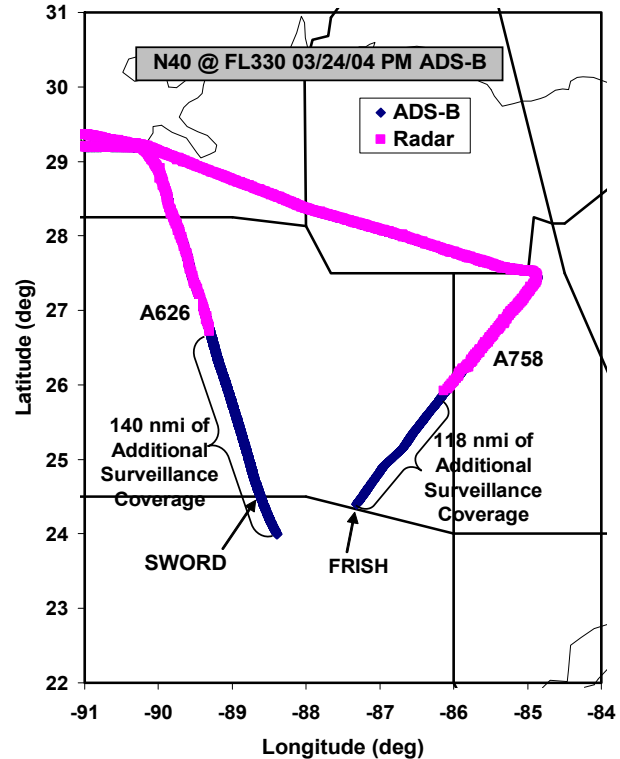 N40 @ FL330 03/24/04 PM ADS-B
ADS-B
Radar
31
30
29
28
27
26
25
24
23
22
Latitude (deg)
A626
A758
140 nmi of
Additional
Surveillance
Coverage
118 nmi of
Additional
Surveillance
Coverage
SWORD
FRISH
-91
-90
-89
-88
-87
-86
-85
-84
Longitude (deg)